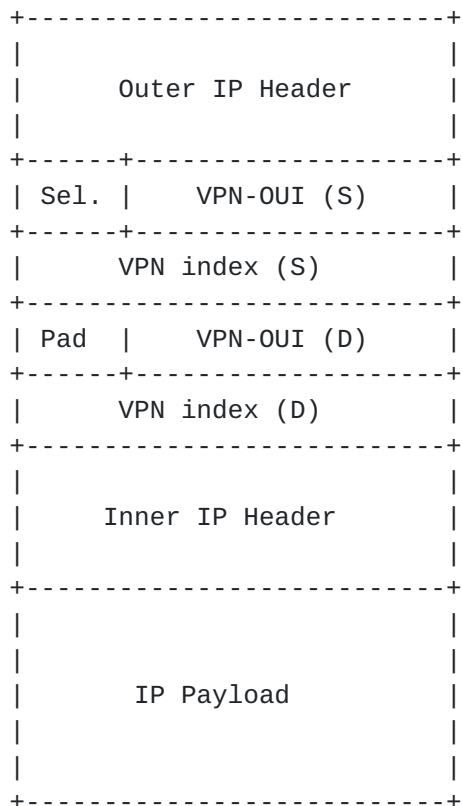 Outer IP Header
Sel. VPN-OUI (S)
VPN index (S)
Pad VPN-OUI (D)
VPN index (D)
Inner IP Header
IP Payload